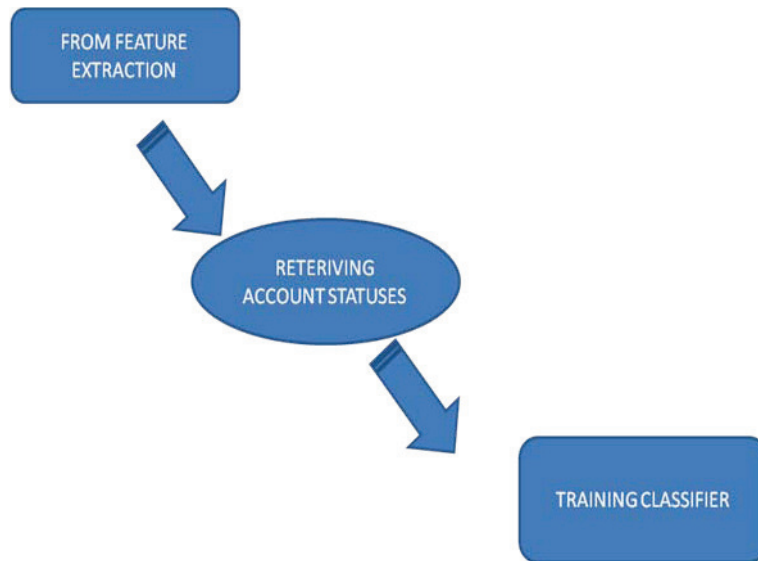 FROM FEATURE
EXTRACTION
RETERIVING
ACCOUNT STATUSES
TRAINING CLASSIFIER